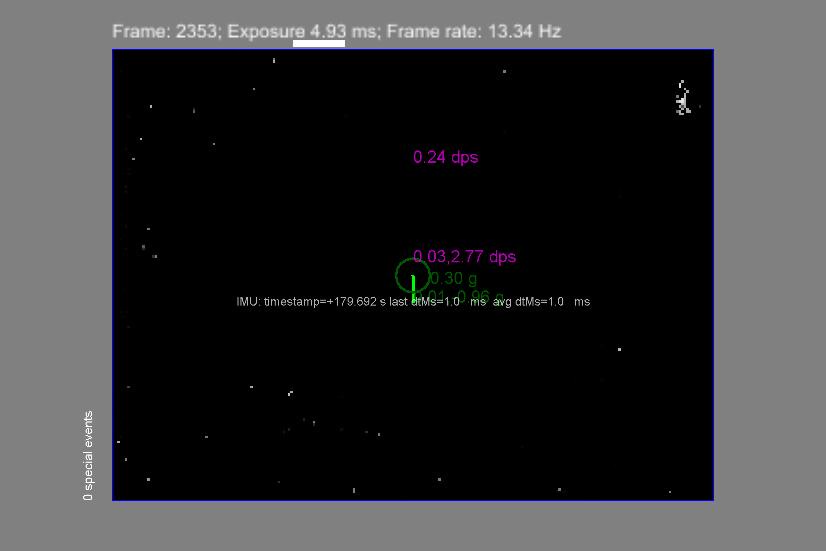 Frame: 2353; Exposure 4.93 ms; Frame rate: 13.34 Hz
0.24 dps
0.03,2.77 dps
0.30 g
0.96 g
IMU: timestamp=+179.692 s last dtMs=1.0 ms avg dtMs=1.0 ms
0 special events